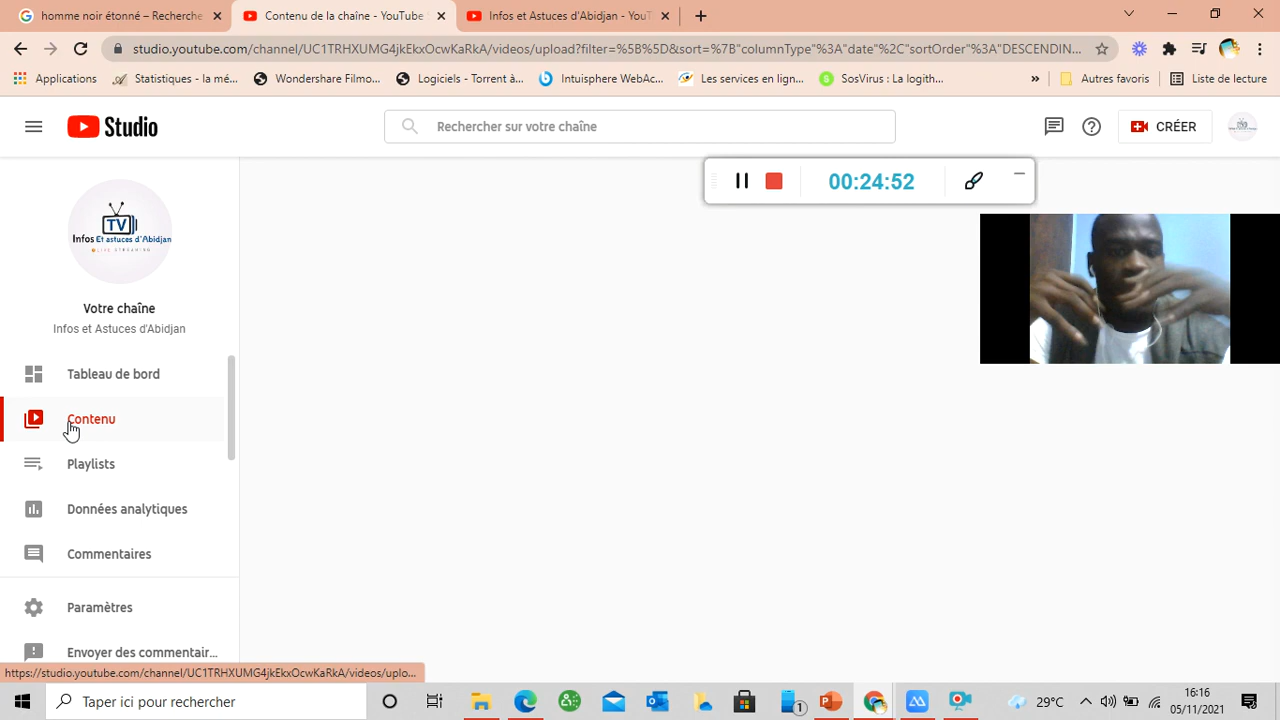 homme noir étonné - Recherche
Contenu de la chaîne - YouTube
Infos et Astuces d'Abidjan - YouT
studio.youtube.com/channel/UC1TRHXUMG4jkEkxOcwKaRkA/videos/upload?filter=%5B%5D&sort=%7B"columnType"%3A"date"%2C"sortOrder"%3A"DESCENDIN...
Applications
Statistiques - la mé...
Wondershare Filmo...
Logiciels - Torrent à...
Intuisphere WebAc...
Les services en lign...
SosVirus : La logith...
»
Autres favoris
Liste de lecture
Studio
Rechercher sur votre chaîne
CRÉER
00:24:52
TV
Infos Et astuces d'Abidjan
LIVE STREAMING
Votre chaîne
Infos et Astuces d'Abidjan
Tableau de bord
Contenu
Playlists
Données analytiques
Commentaires
Paramètres
Envoyer des commentair...
https://studio.youtube.com/channel/UC1TRHXUMG4jkEkxOcwKaRkA/videos/uplo...
Taper ici pour rechercher
1
29°C
16:16
05/11/2021